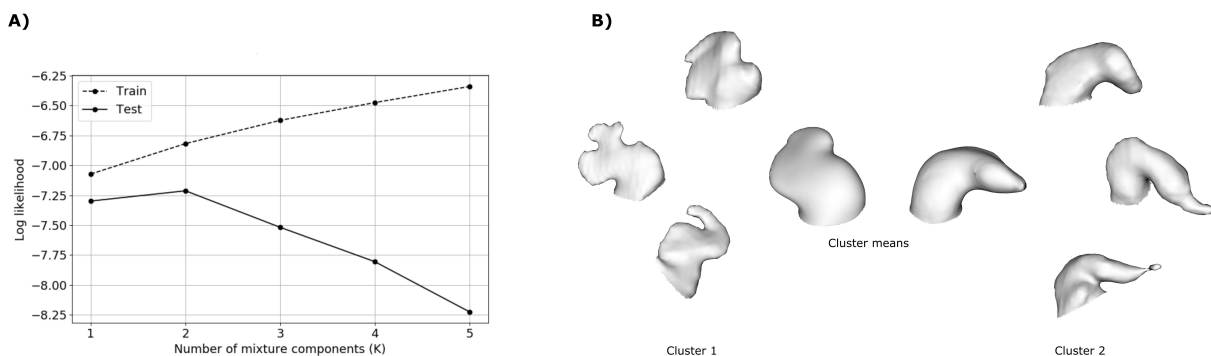 A)
B)
−6.25
−6.50
−6.75
−7.00
−7.25
−7.50
−7.75
−8.00
−8.25
Log likelihood
Train
Test
1 2 3 4 5
Number of mixture components (K)
Cluster means
Cluster 1
Cluster 2